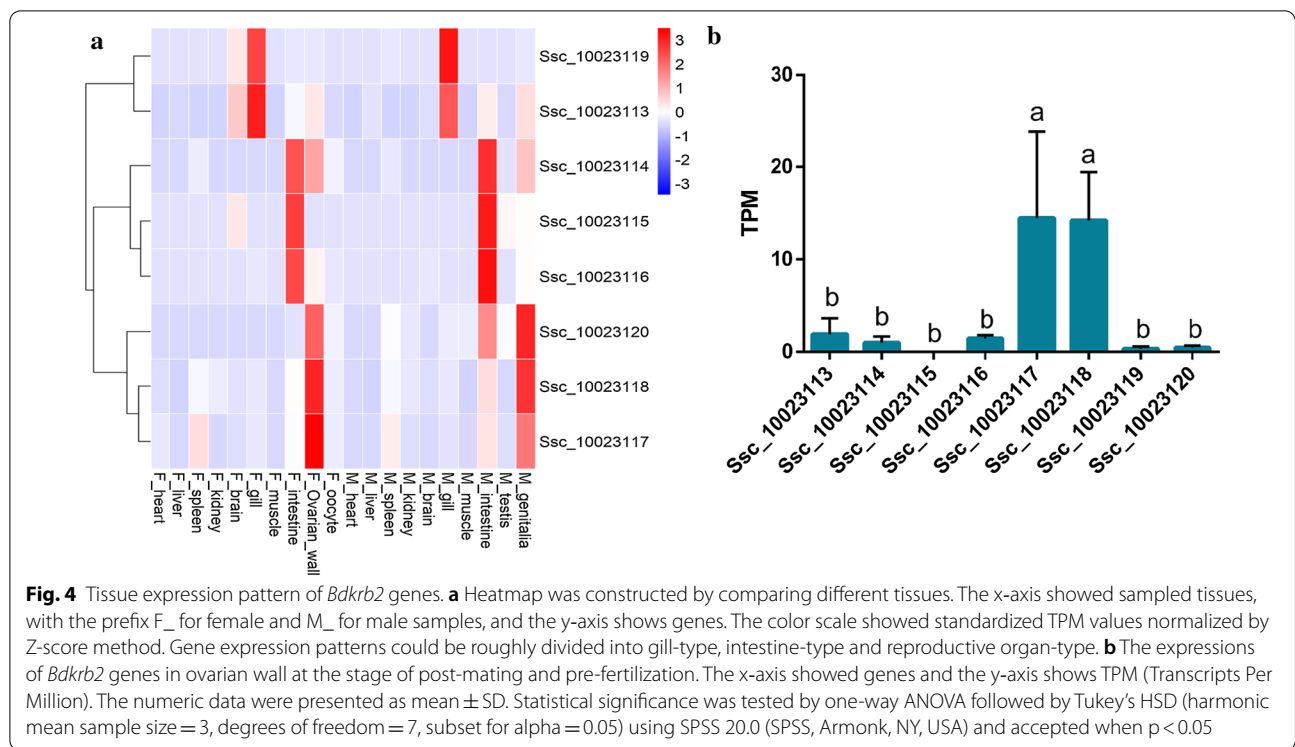 a
Ssc_10023119
Ssc_10023113
Ssc_10023114
Ssc_10023115
Ssc_10023116
Ssc_10023120
Ssc_10023118
Ssc_10023117
3
2
1
0
-1
-2
-3
F_heart
F_liver
F_spleen
F_kidney
F_brain
F_gill
F_muscle
F_intestine
F_Ovarian_wall
F_oocyte
M_heart
M_liver
M_spleen
M_kidney
M_brain
M_gill
M_muscle
M_intestine
M_testis
M_genitalia
b
TPM
30
20
10
0
b
b
b
b
a
a
b
b
Ssc_10023113
Ssc_10023114
Ssc_10023115
Ssc_10023116
Ssc_10023117
Ssc_10023118
Ssc_10023119
Ssc_10023120
Fig. 4 Tissue expression pattern of Bdkrb2 genes. a Heatmap was constructed by comparing different tissues. The x-axis showed sampled tissues,
with the prefix F_ for female and M_ for male samples, and the y-axis shows genes. The color scale showed standardized TPM values normalized by
Z-score method. Gene expression patterns could be roughly divided into gill-type, intestine-type and reproductive organ-type. b The expressions
of Bdkrb2 genes in ovarian wall at the stage of post-mating and pre-fertilization. The x-axis showed genes and the y-axis shows TPM (Transcripts Per
Million). The numeric data were presented as mean ± SD. Statistical significance was tested by one-way ANOVA followed by Tukey's HSD (harmonic
mean sample size = 3, degrees of freedom = 7, subset for alpha = 0.05) using SPSS 20.0 (SPSS, Armonk, NY, USA) and accepted when p < 0.05